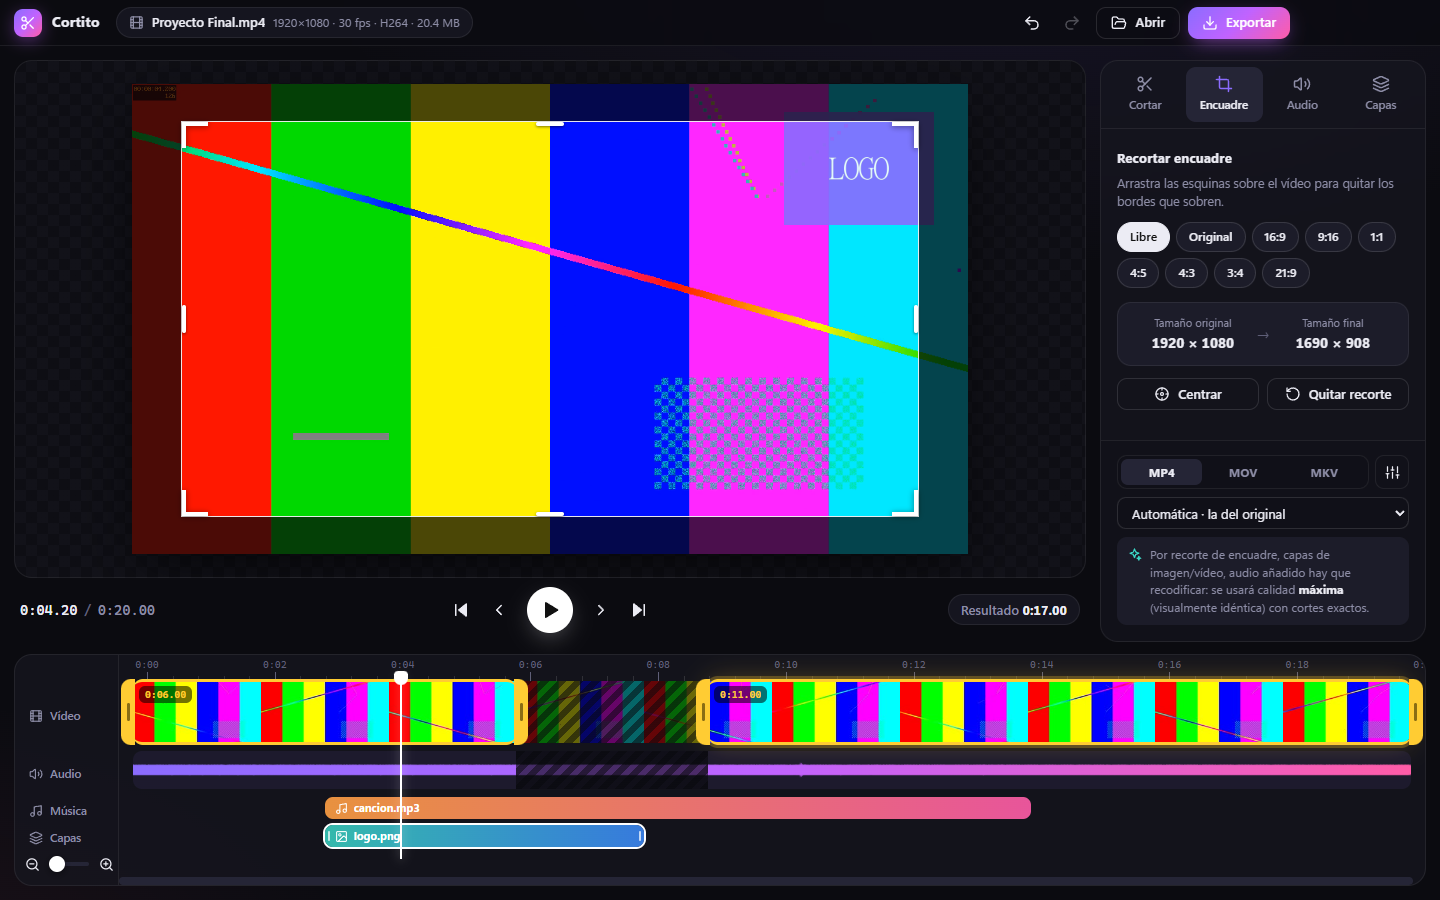 Cortito
Proyecto Final.mp4 1920×1080 · 30 fps · H264 · 20.4 MB
Abrir
Exportar
LOGO
Cortar
Encuadre
Audio
Capas
Recortar encuadre
Arrastra las esquinas sobre el vídeo para quitar los
bordes que sobren.
Libre Original 16:9 9:16 1:1
4:5 4:3 3:4 21:9
Tamaño original → Tamaño final
1920 × 1080 1690 × 908
Centrar
Quitar recorte
MP4 MOV MKV
Automática · la del original
Por recorte de encuadre, capas de
imagen/vídeo, audio añadido hay que
recodificar: se usará calidad máxima
(visualmente idéntica) con cortes exactos.
0:04.20 / 0:20.00
Resultado 0:17.00
0:00 0:02 0:04 0:06 0:08 0:10 0:12 0:14 0:16 0:18
Vídeo
0:06.00
0:11.00
Audio
Música
cancion.mp3
Capas
logo.png